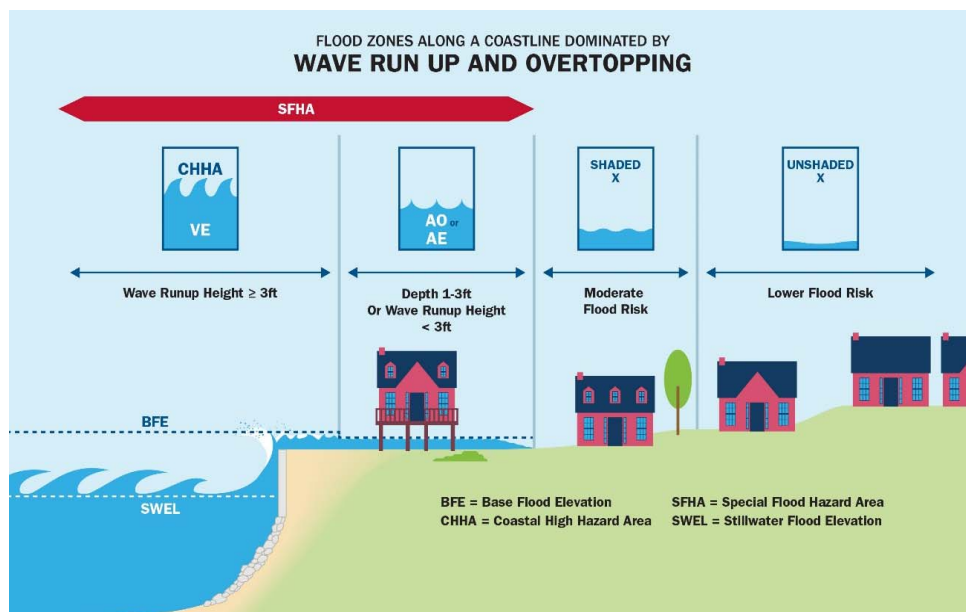 FLOOD ZONES ALONG A COASTLINE DOMINATED BY
WAVE RUN UP AND OVERTOPPING
SFHA
CHHA
VE
AO or
AE
SHADED
X
UNSHADED
X
Wave Runup Height ≥ 3ft
Depth 1-3ft
Or Wave Runup Height
< 3ft
Moderate
Flood Risk
Lower Flood Risk
BFE
SWEL
BFE = Base Flood Elevation
CHHA = Coastal High Hazard Area
SFHA = Special Flood Hazard Area
SWEL = Stillwater Flood Elevation